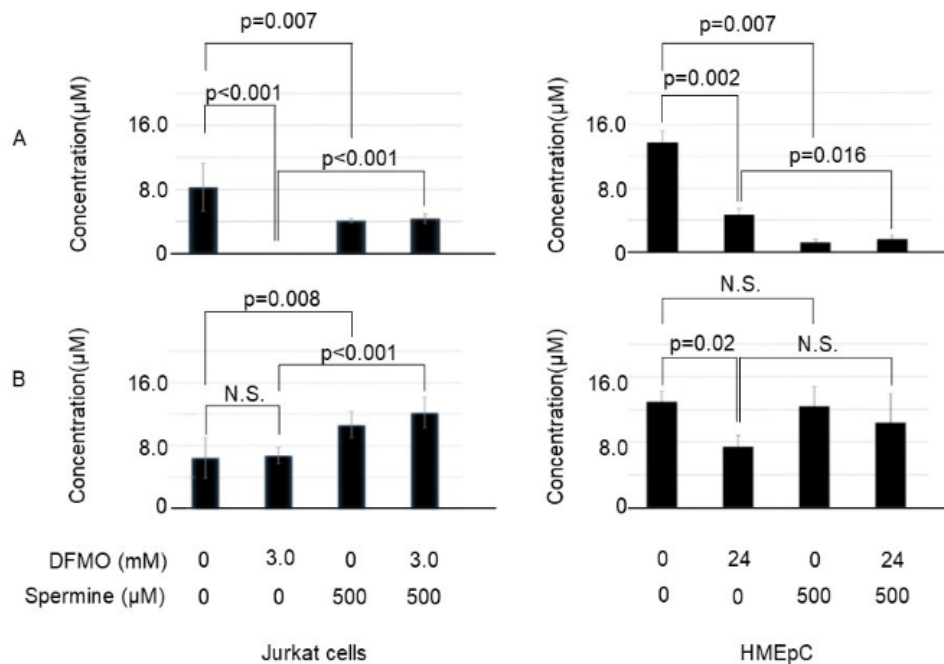 p=0.007
p<0.001
p<0.001
Concentration(µM)
16.0
8.0
0
A
p=0.007
p=0.002
p=0.016
Concentration(µM)
16.0
8.0
0
p=0.008
p<0.001
N.S.
Concentration(µM)
16.0
8.0
0
B
N.S.
p=0.02
N.S.
Concentration(µM)
16.0
8.0
0
DFMO (mM) 0 3.0 0 3.0 0 24 0 24
Spermine (µM) 0 0 500 500 0 0 500 500
Jurkat cells HMEpC